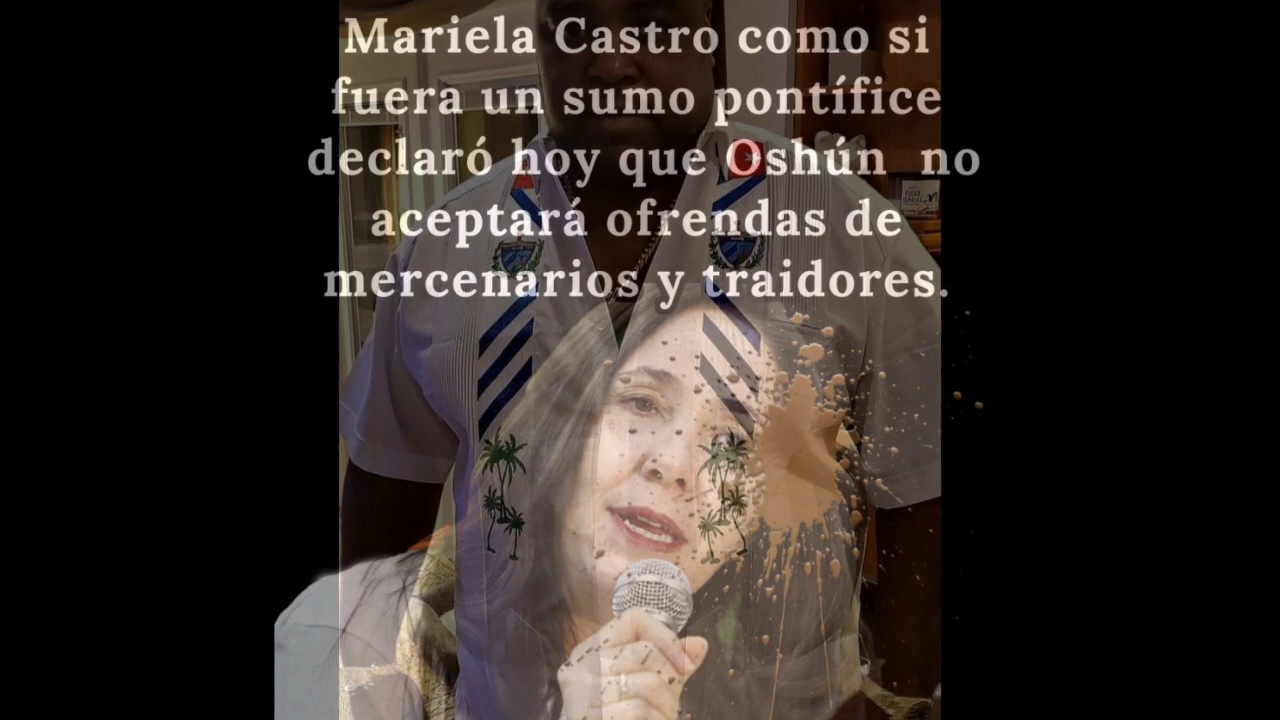 Mariela Castro como si
fuera un sumo pontífice
declaró hoy que Oshún no
aceptará ofrendas de
mercenarios y traidores.